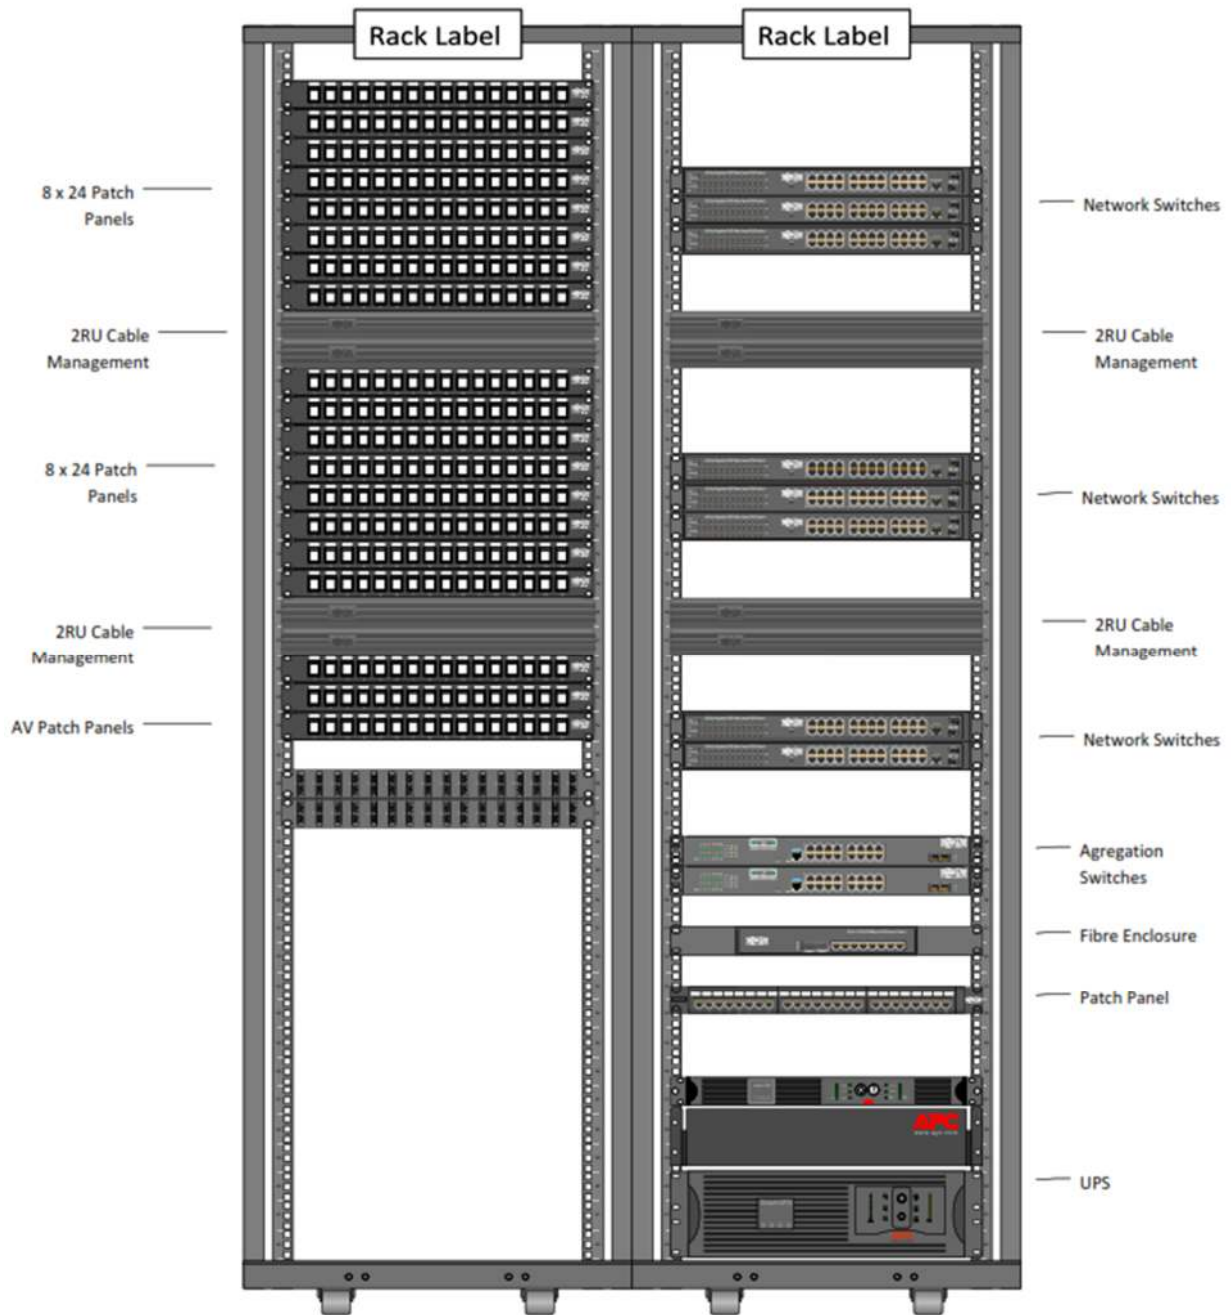 Rack Label
Rack Label
8 x 24 Patch
Panels
Network Switches
2RU Cable
Management
2RU Cable
Management
8 x 24 Patch
Panels
Network Switches
2RU Cable
Management
2RU Cable
Management
AV Patch Panels
Network Switches
Agregation
Switches
Fibre Enclosure
Patch Panel
APC
UPS